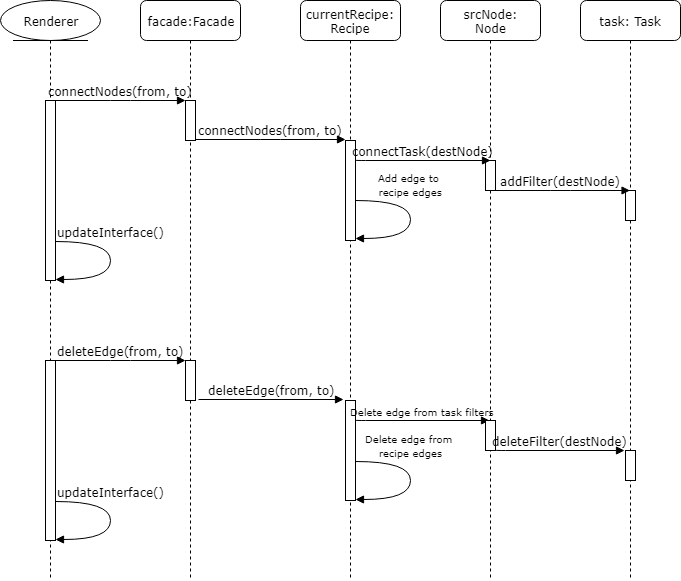 Renderer
facade:Facade
currentRecipe:
Recipe
srcNode:
Node
task: Task
connectNodes(from, to)
connectNodes(from, to)
connectTask(destNode)
Add edge to
recipe edges
addFilter(destNode)
updateInterface()
deleteEdge(from, to)
deleteEdge(from, to)
Delete edge from task filters
Delete edge from
recipe edges
deleteFilter(destNode)
updateInterface()